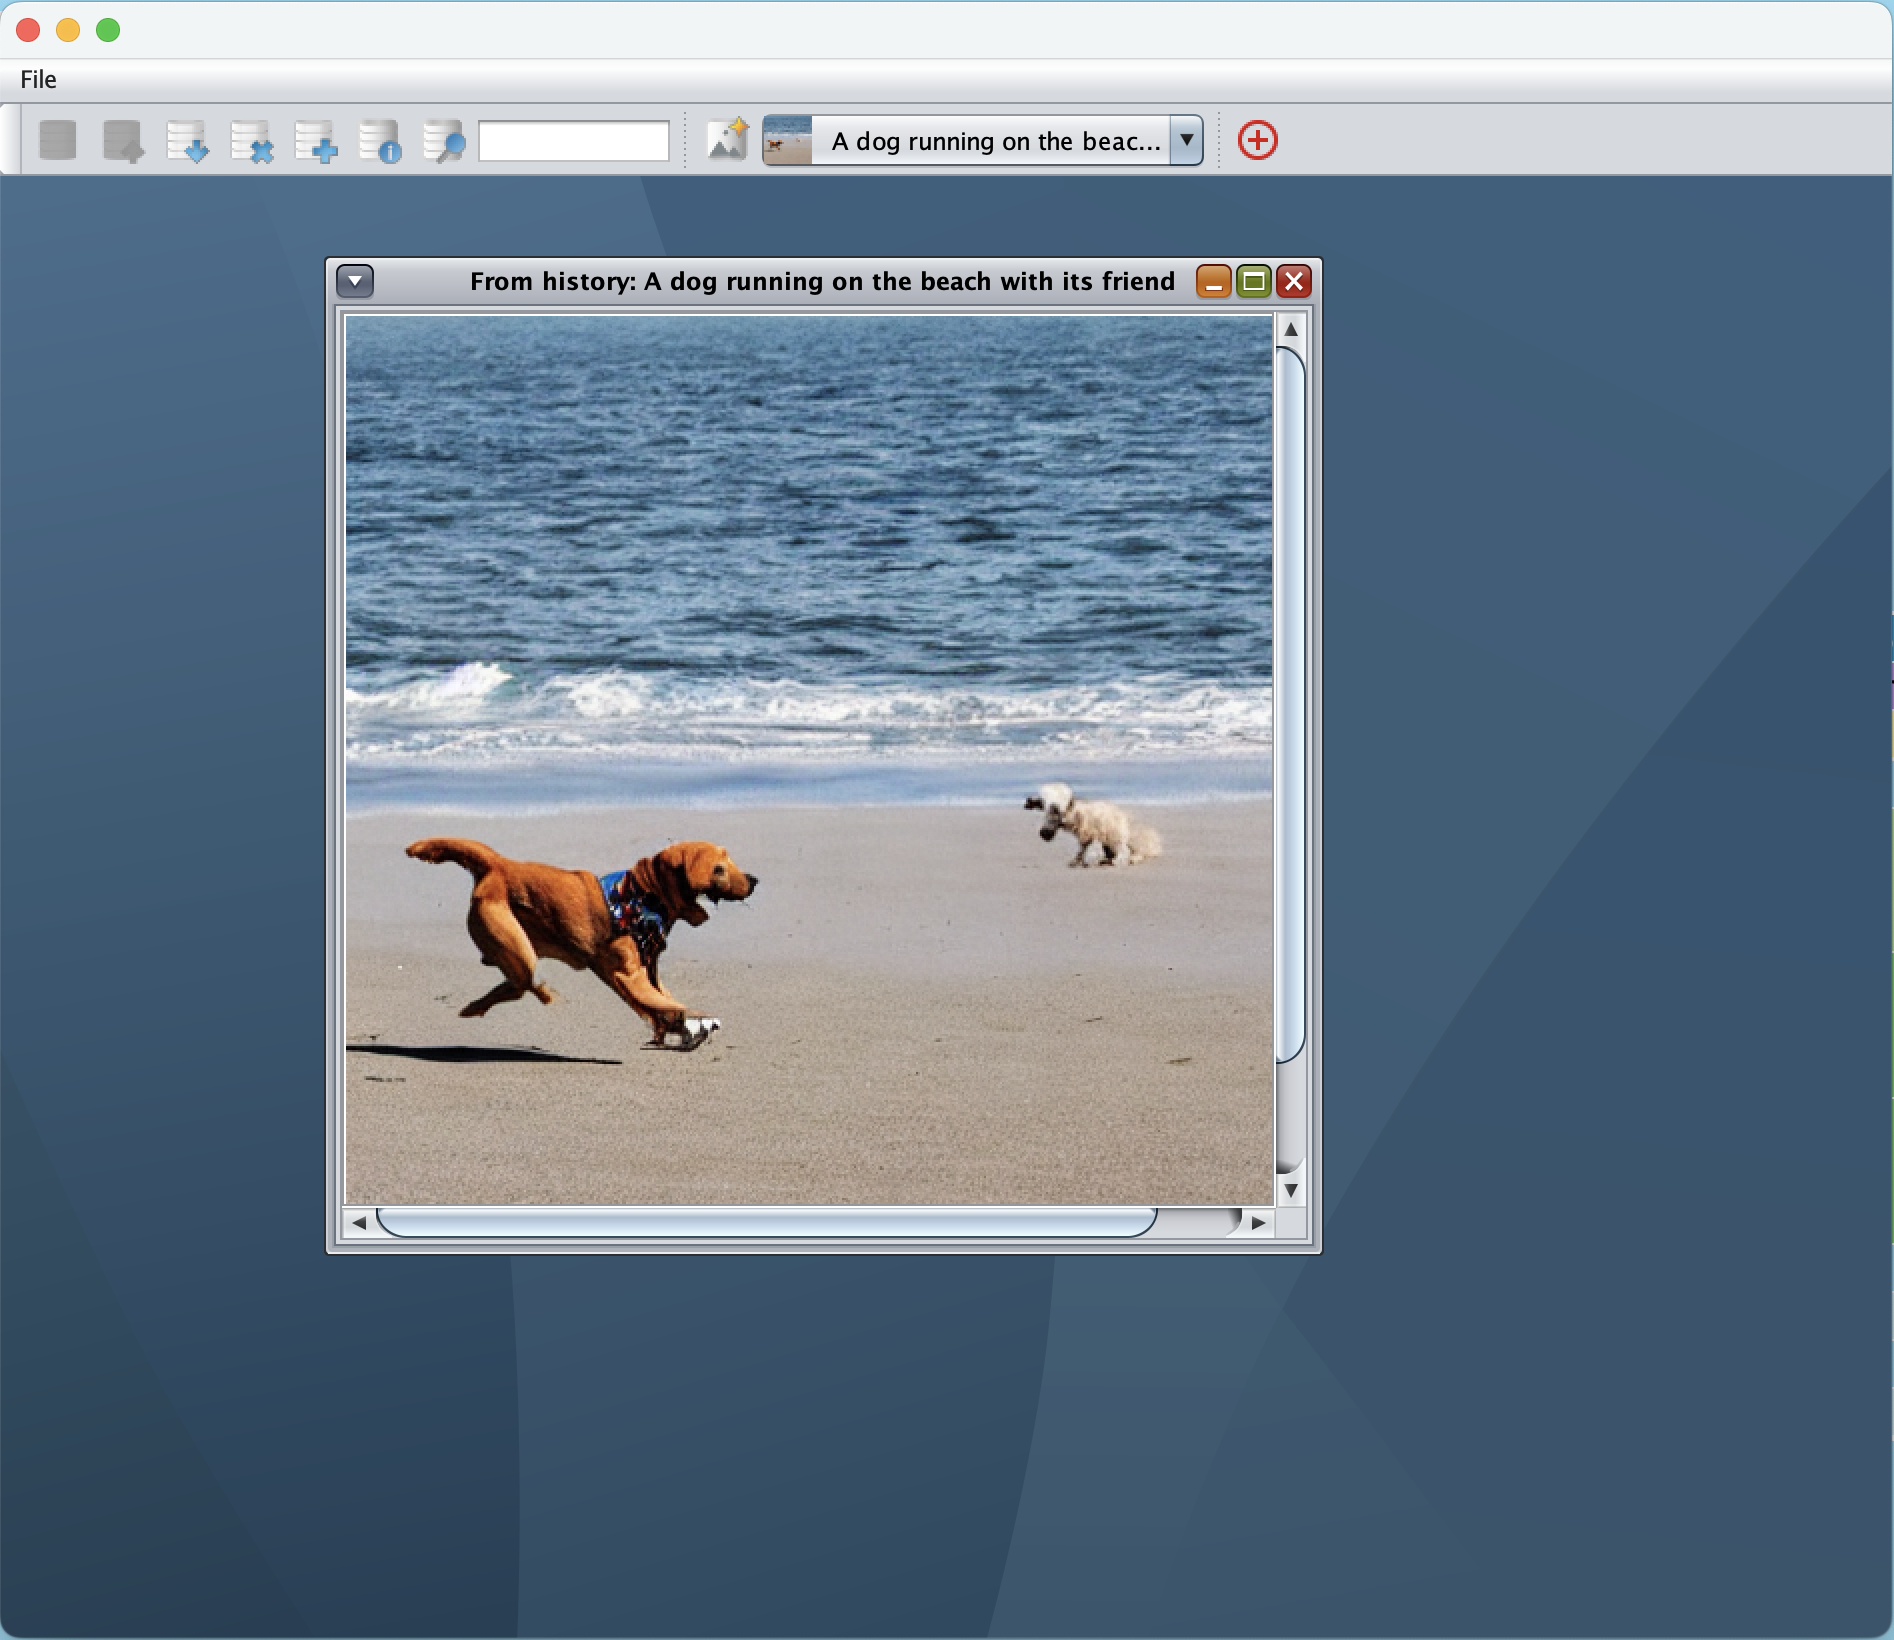 File
A dog running on the beac...
From history: A dog running on the beach with its friend